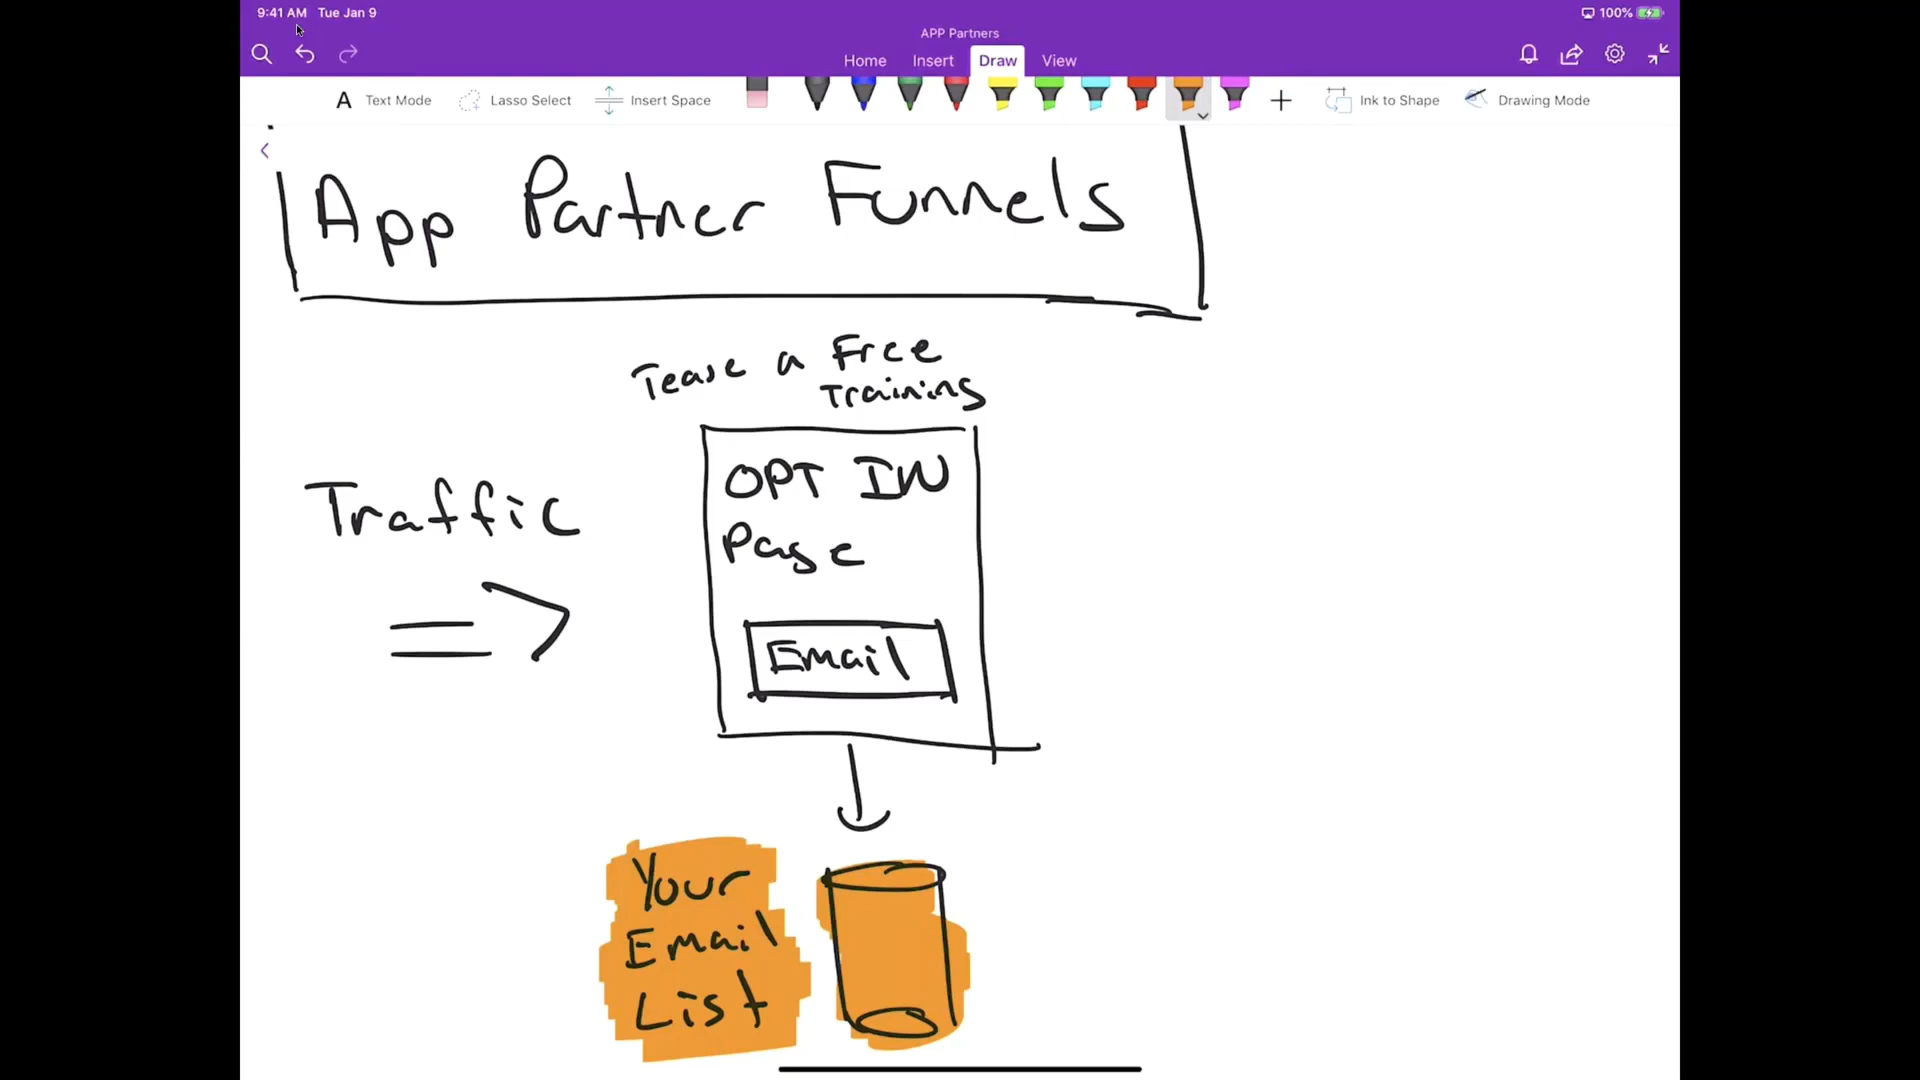 9:41 AM Tue Jan 9
100%
APP Partners
Home Insert Draw View
Text Mode Lasso Select Insert Space Ink to Shape Drawing Mode
App Partner Funnels
Tease a Free
Training
OPT IN
Page
Traffic
=>
Email
Your
Email
List